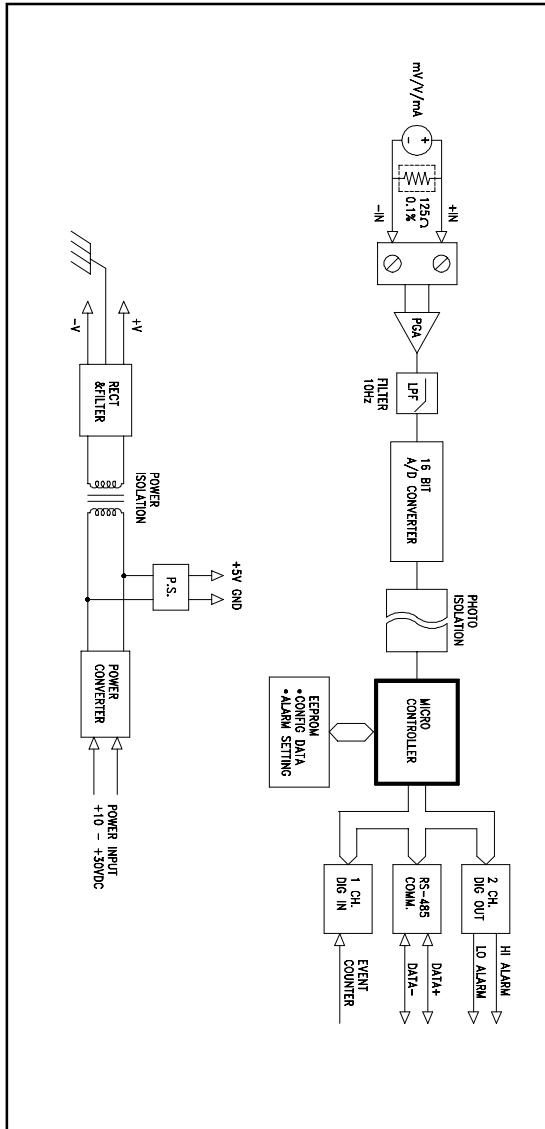 mV/V/mA
+
-
125Ω
0.1%
+IN
-IN
PGA
LPF
FILTER
10Hz
16 BIT
A/D CONVERTER
PHOTO
ISOLATION
MICRO
CONTROLLER
EEPROM
• CONFIG DATA
• ALARM SETTING
2 CH.
DIG OUT
HI ALARM
LO ALARM
RS-485
COMM.
DATA+
DATA-
1 CH.
DIG IN
EVENT
COUNTER
+V
-V
RECT
&FILTER
POWER
ISOLATION
+5V GND
P.S.
POWER
CONVERTER
POWER INPUT
+10 - +30VDC